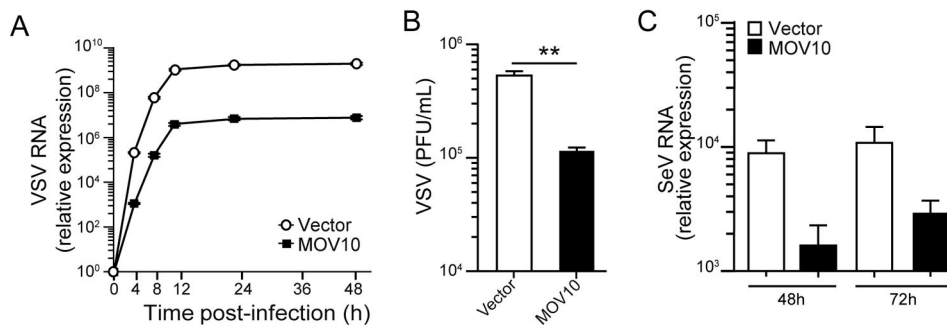 A
VSV RNA
(relative expression)
10^10
10^8
10^6
10^4
10^2
10^0
Vector
MOV10
0 4 8 12 24 36 48
Time post-infection (h)
B
VSV (PFU/mL)
10^6
10^5
10^4
**
Vector
MOV10
C
SeV RNA
(relative expression)
10^5
10^4
10^3
Vector
MOV10
48h 72h